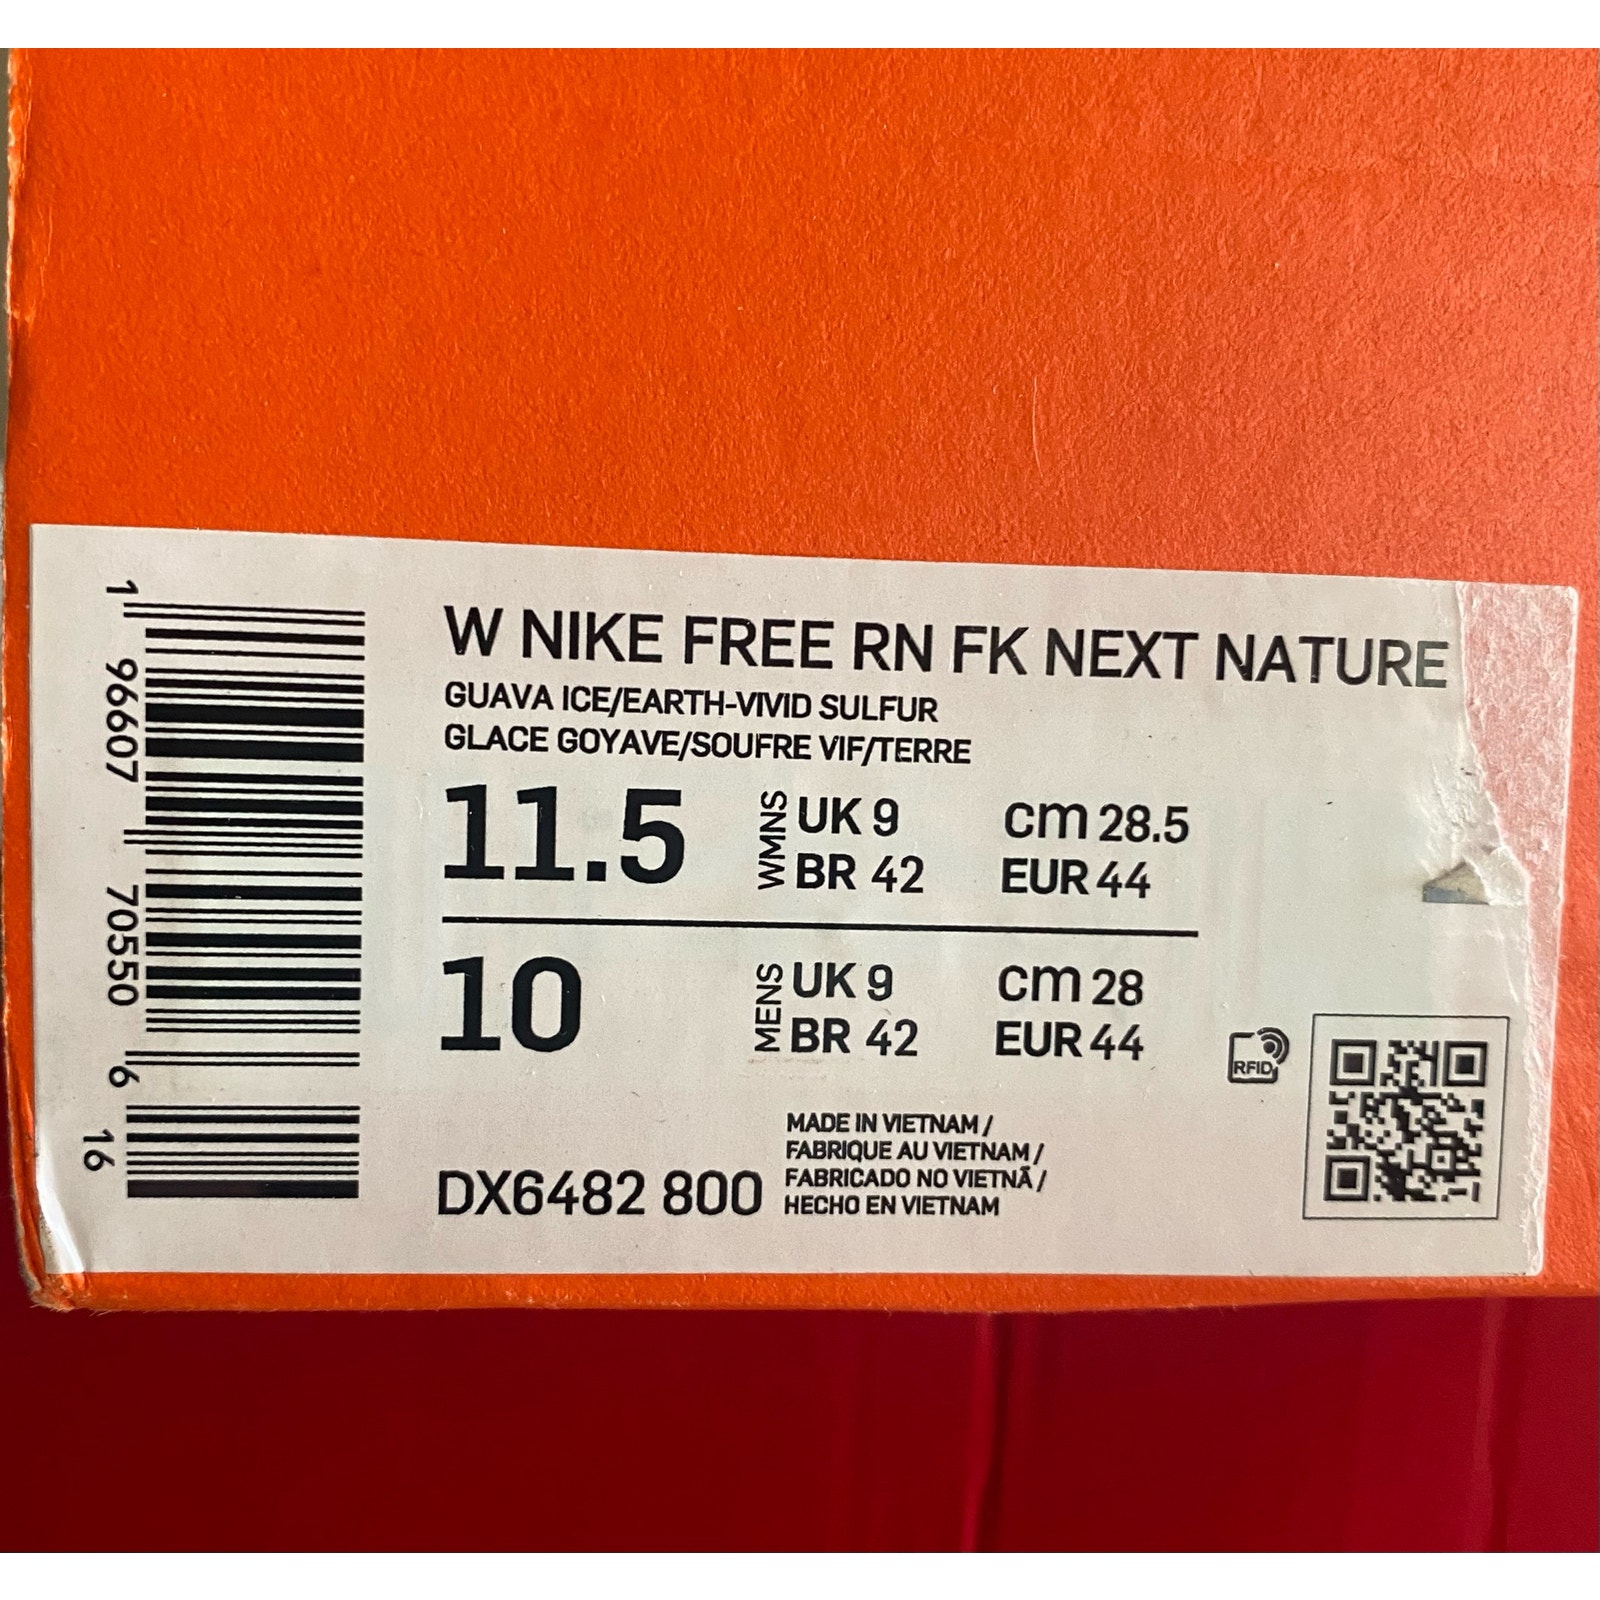 W NIKE FREE RN FK NEXT NATURE
GUAVA ICE/EARTH-VIVID SULFUR
GLACE GOYAVE/SOUFRE VIF/TERRE
11.5 WMNS UK 9 cm 28.5
BR 42 EUR 44
10 MENS UK 9 cm 28
BR 42 EUR 44
RFID
MADE IN VIETNAM /
FABRIQUE AU VIETNAM /
FABRICADO NO VIETNÃ /
HECHO EN VIETNAM
DX6482 800
1 96607 70550 6 16